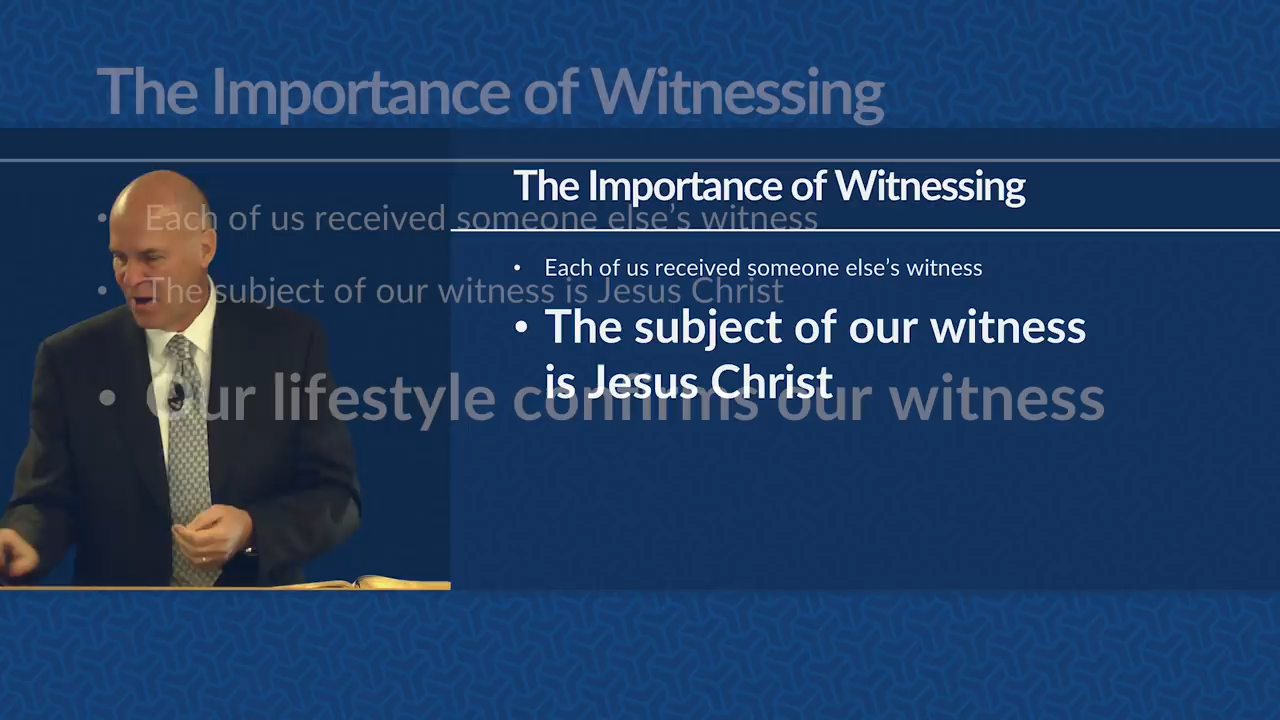 The Importance of Witnessing
• Each of us received someone else’s witness
• The subject of our witness is Jesus Christ
• Our lifestyle confirms our witness
The Importance of Witnessing
• Each of us received someone else’s witness
• The subject of our witness
is Jesus Christ